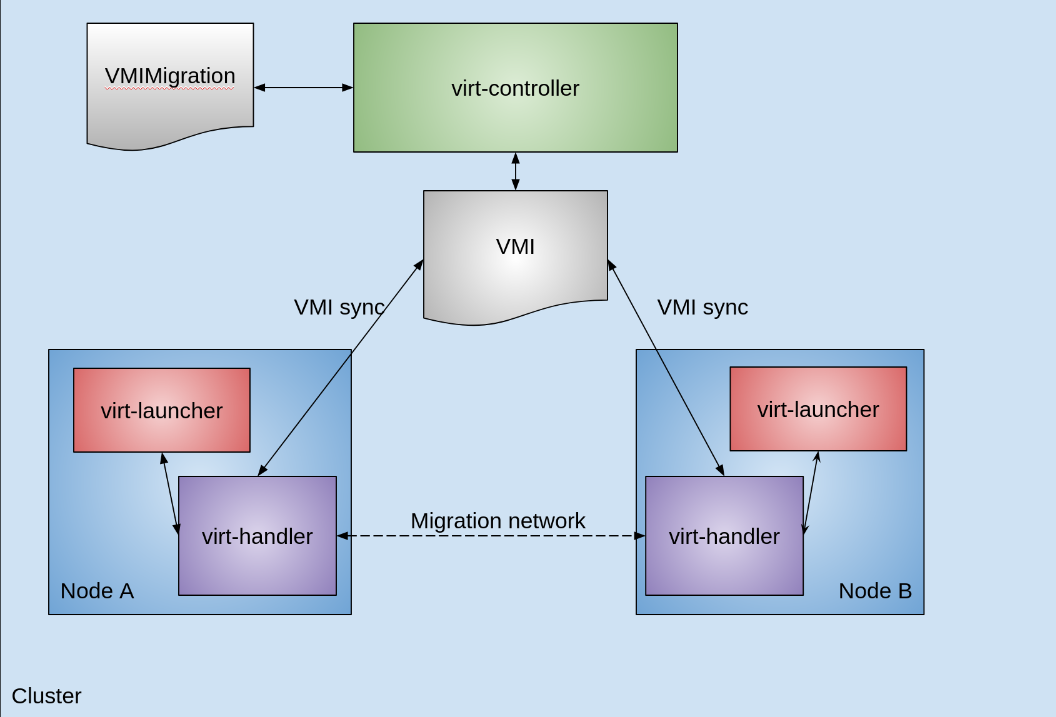 VMIMigration
virt-controller
VMI
VMI sync
VMI sync
virt-launcher
virt-launcher
virt-handler
Migration network
virt-handler
Node A
Node B
Cluster